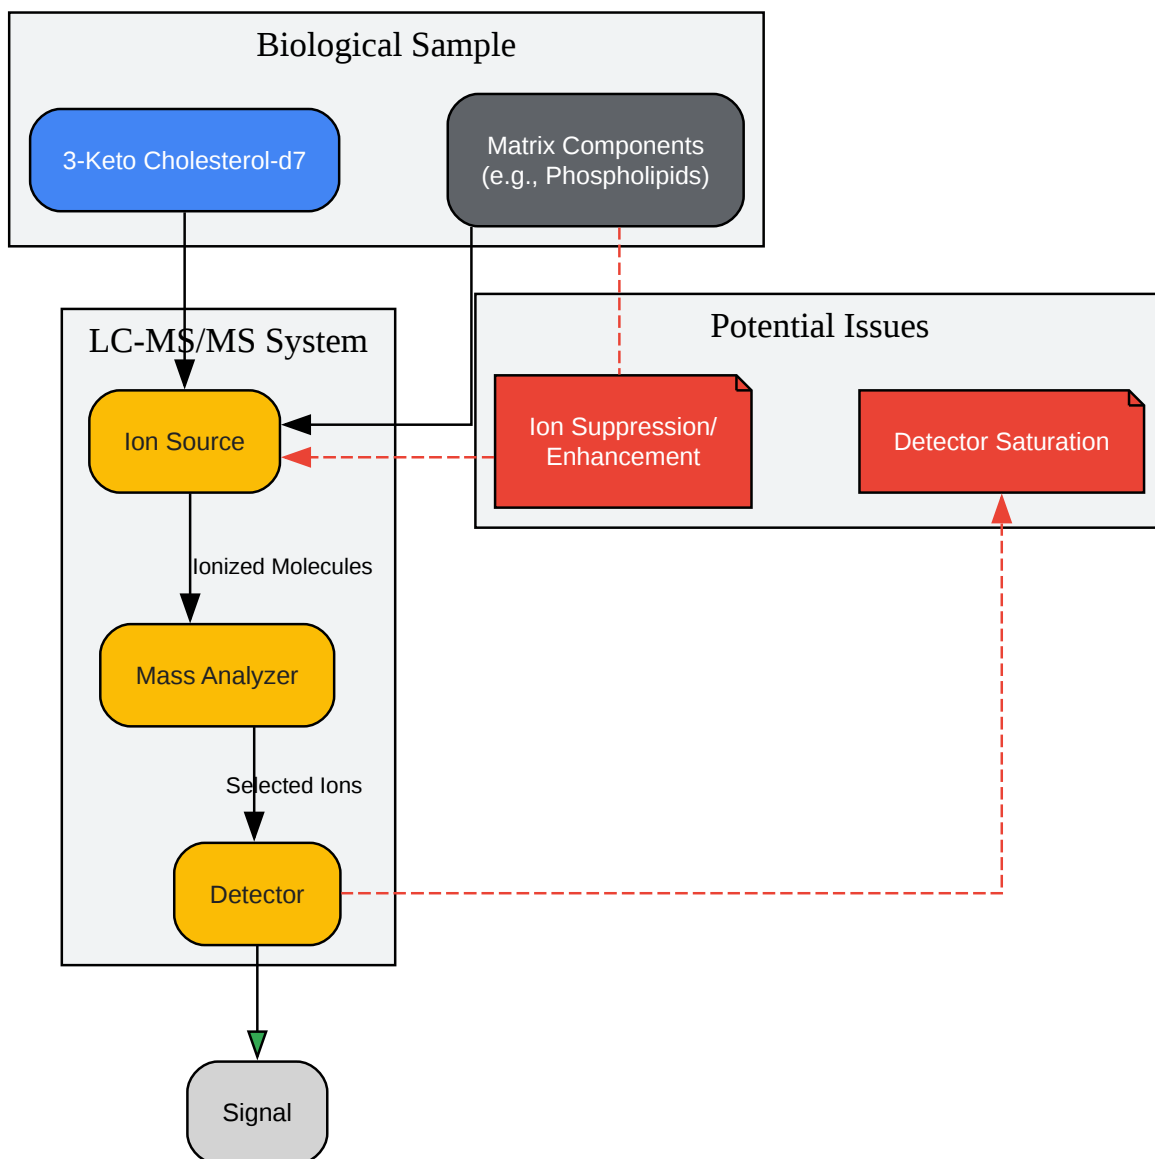 Biological Sample
3-Keto Cholesterol-d7
Matrix Components
(e.g., Phospholipids)
LC-MS/MS System
Potential Issues
Ion Source
Ion Suppression/
Enhancement
Detector Saturation
Ionized Molecules
Mass Analyzer
Selected Ions
Detector
Signal